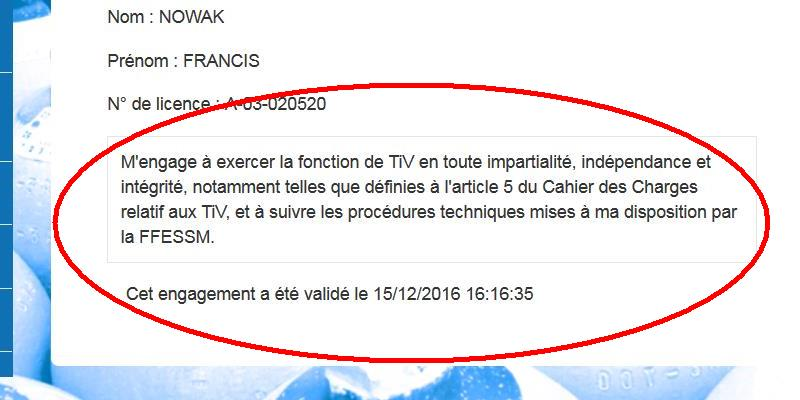 Nom : NOWAK
Prénom : FRANCIS
N° de licence : A-03-020520
M'engage à exercer la fonction de TiV en toute impartialité, indépendance et
intégrité, notamment telles que définies à l'article 5 du Cahier des Charges
relatif aux TiV, et à suivre les procédures techniques mises à ma disposition par
la FFESSM.
Cet engagement a été validé le 15/12/2016 16:16:35